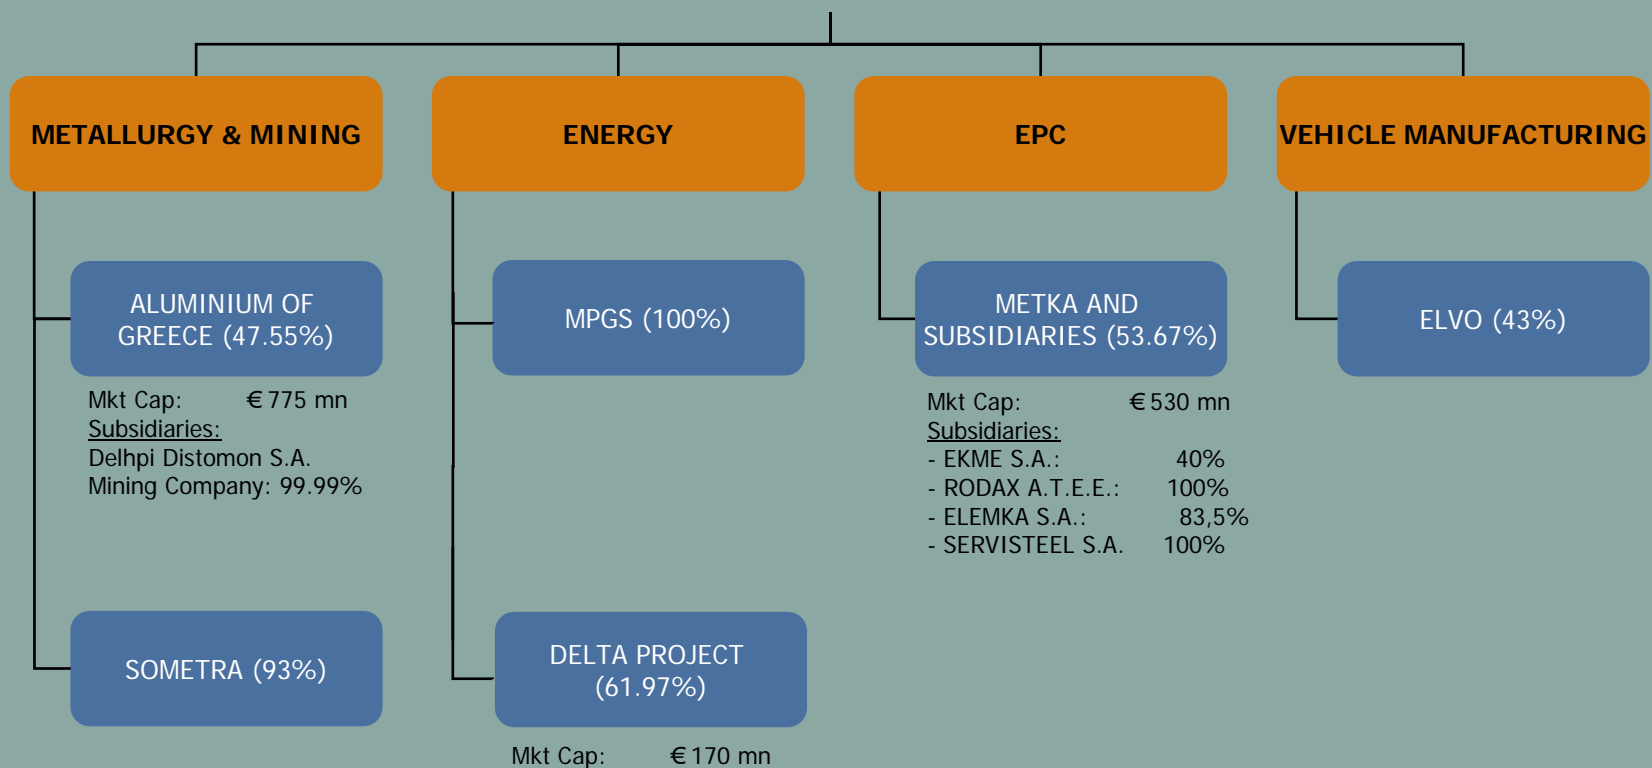 METALLURGY & MINING
ALUMINIUM OF
GREECE (47.55%)
Mkt Cap: € 775 mn
Subsidiaries:
Delhpi Distomon S.A.
Mining Company: 99.99%
SOMETRA (93%)
ENERGY
MPGS (100%)
DELTA PROJECT
(61.97%)
Mkt Cap: € 170 mn
EPC
METKA AND
SUBSIDIARIES (53.67%)
Mkt Cap: € 530 mn
Subsidiaries:
- EKME S.A.: 40%
- RODAX A.T.E.E.: 100%
- ELEMKA S.A.: 83,5%
- SERVISTEEL S.A. 100%
VEHICLE MANUFACTURING
ELVO (43%)